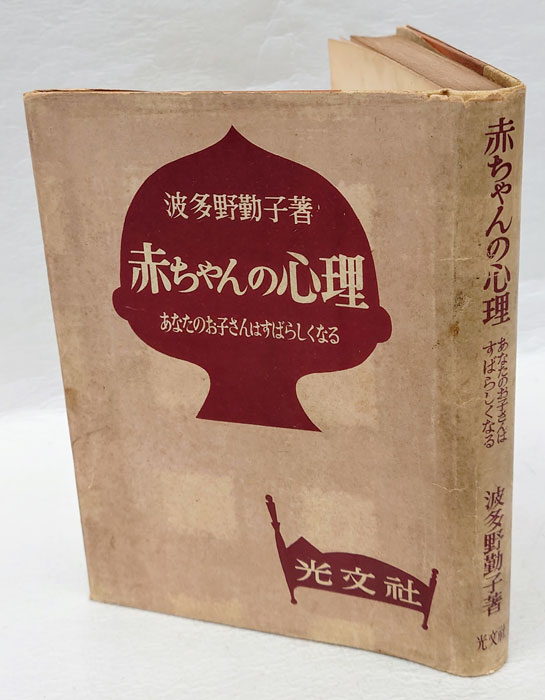 波多野勤子著
赤ちゃんの心理
あなたのお子さんはすばらしくなる
光文社
赤ちゃんの心理
あなたのお子さんは
すばらしくなる
波多野勤子著
光文社